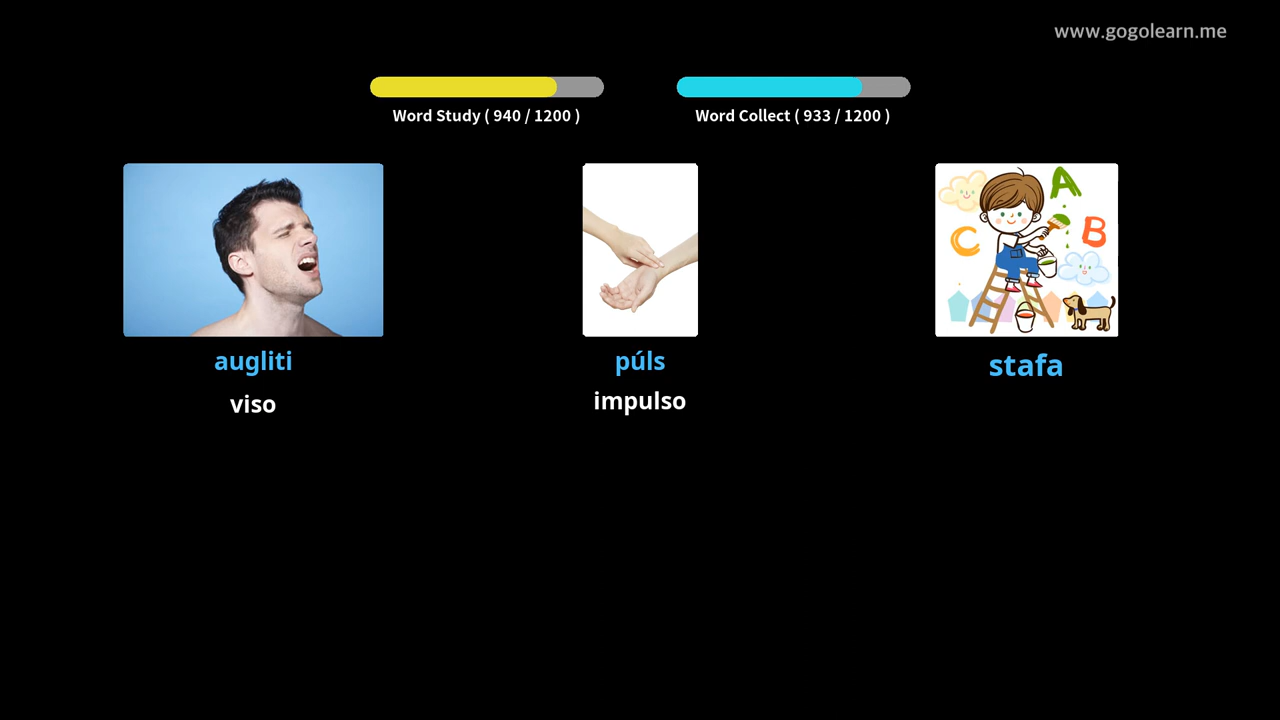 www.gogolearn.me
Word Study ( 940 / 1200 )
Word Collect ( 933 / 1200 )
A
B
C
augliti
púls
stafa
viso
impulso